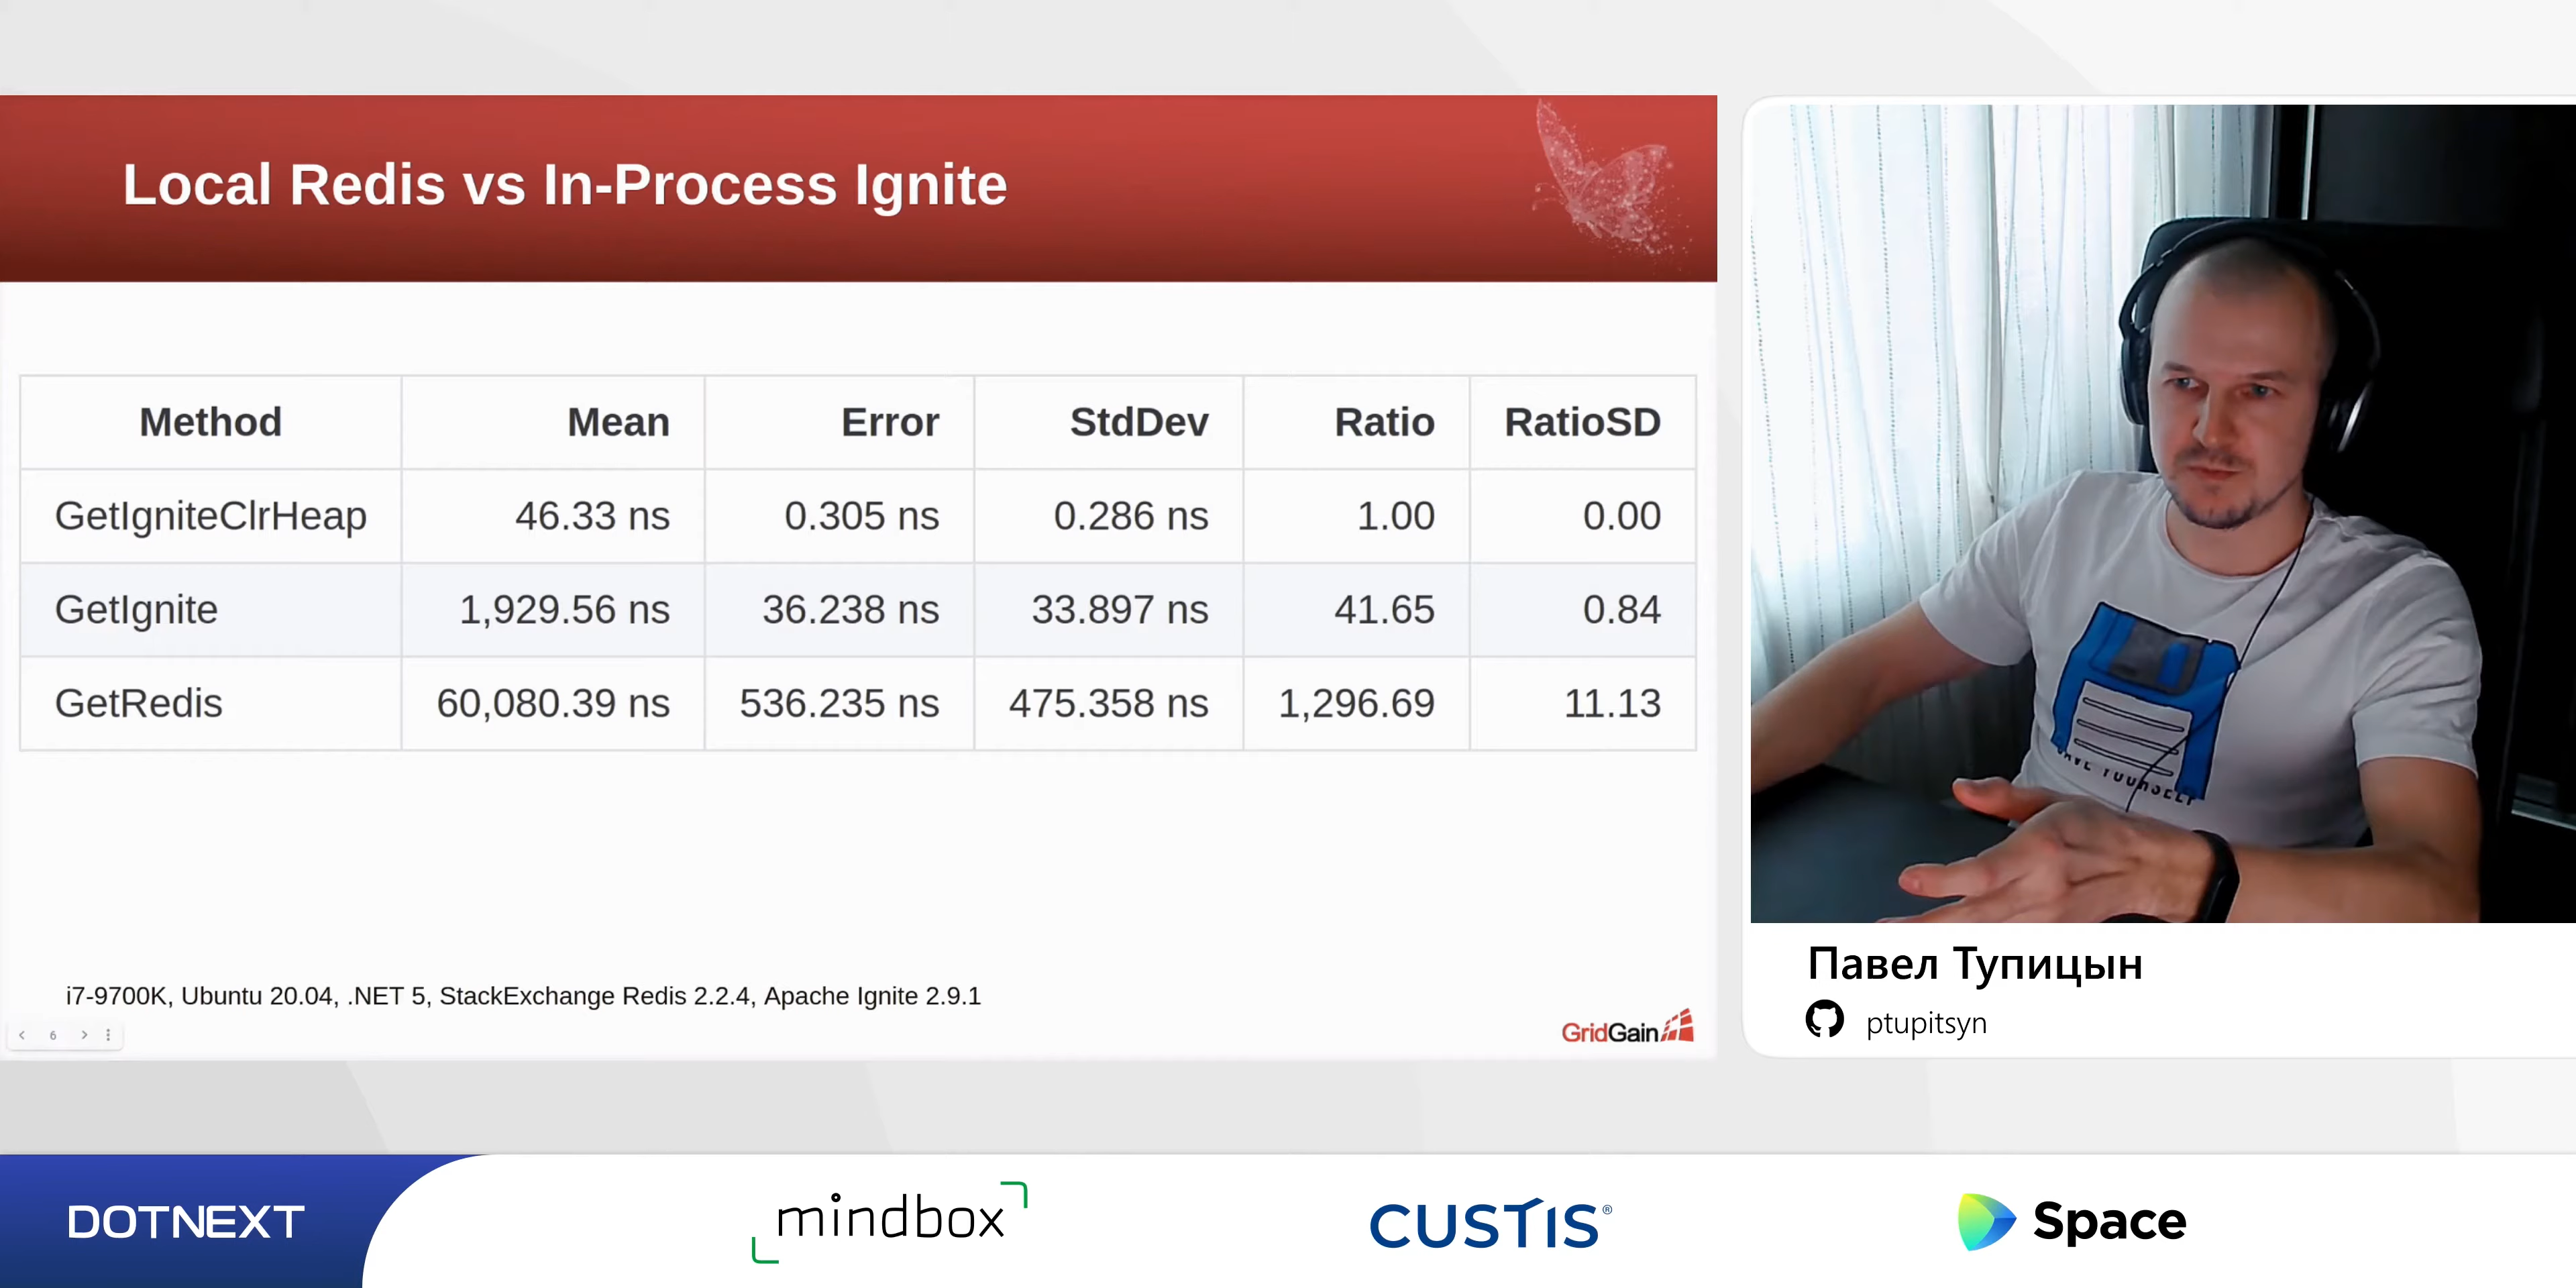 Local Redis vs In-Process Ignite
Method Mean Error StdDev Ratio RatioSD
GetIgniteClrHeap 46.33 ns 0.305 ns 0.286 ns 1.00 0.00
GetIgnite 1,929.56 ns 36.238 ns 33.897 ns 41.65 0.84
GetRedis 60,080.39 ns 536.235 ns 475.358 ns 1,296.69 11.13
i7-9700K, Ubuntu 20.04, .NET 5, StackExchange Redis 2.2.4, Apache Ignite 2.9.1
6
GridGain
YOURSELF
Павел Тупицын
ptupitsyn
DOTNEXT
mindbox
CUSTIS®
Space